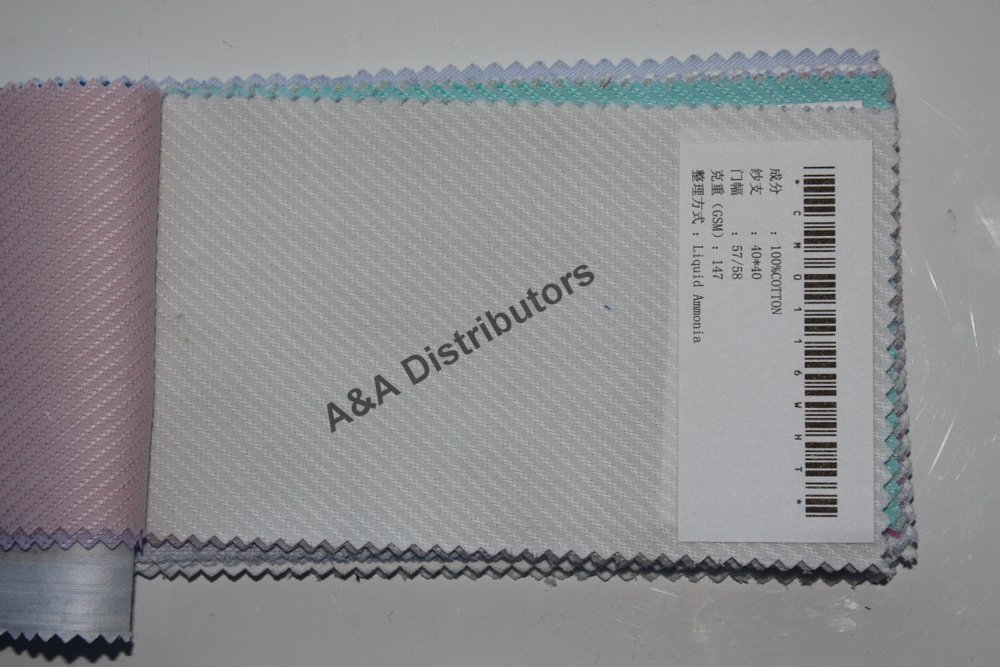 *CM0116WHT*
成分 : 100%COTTON
纱支 : 40*40
门幅 : 57/58
克重(GSM) : 147
整理方式 : Liquid Ammonia
A&A Distributors